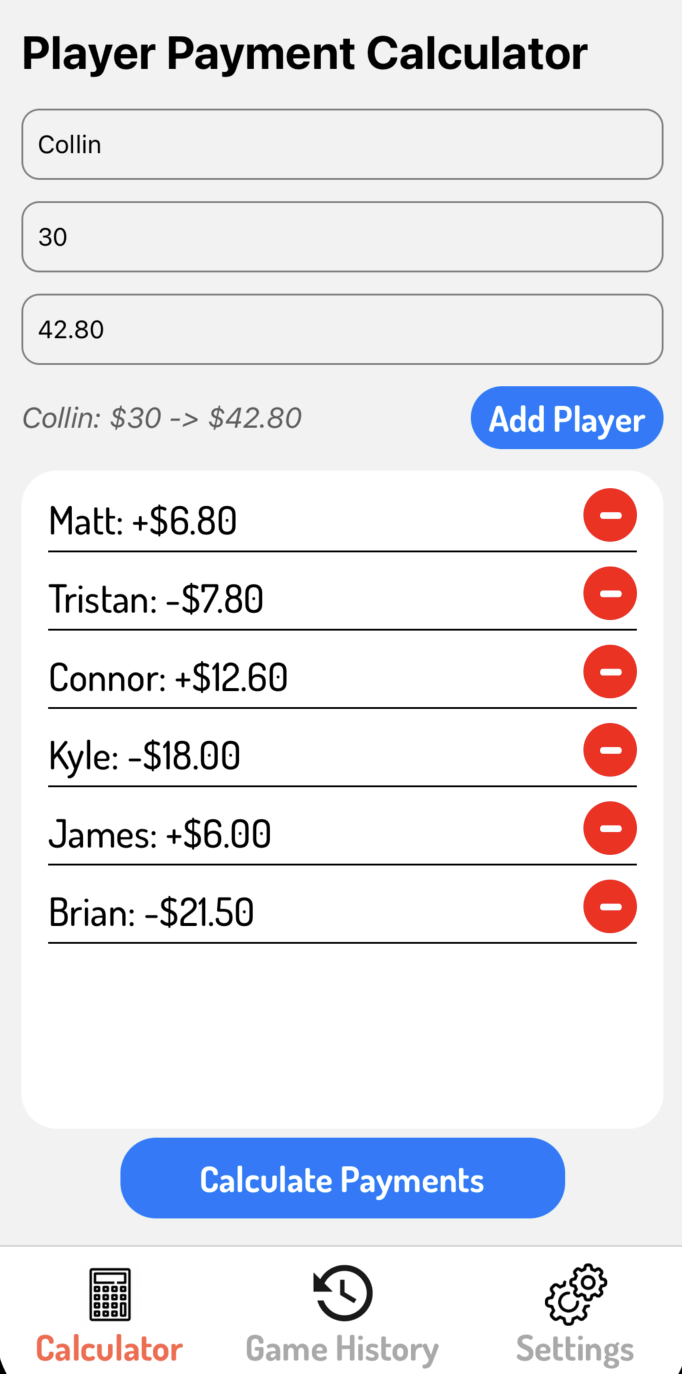 Player Payment Calculator
Collin
30
42.80
Collin: $30 -> $42.80
Add Player
Matt: +$6.80
Tristan: -$7.80
Connor: +$12.60
Kyle: -$18.00
James: +$6.00
Brian: -$21.50
Calculate Payments
Calculator
Game History
Settings